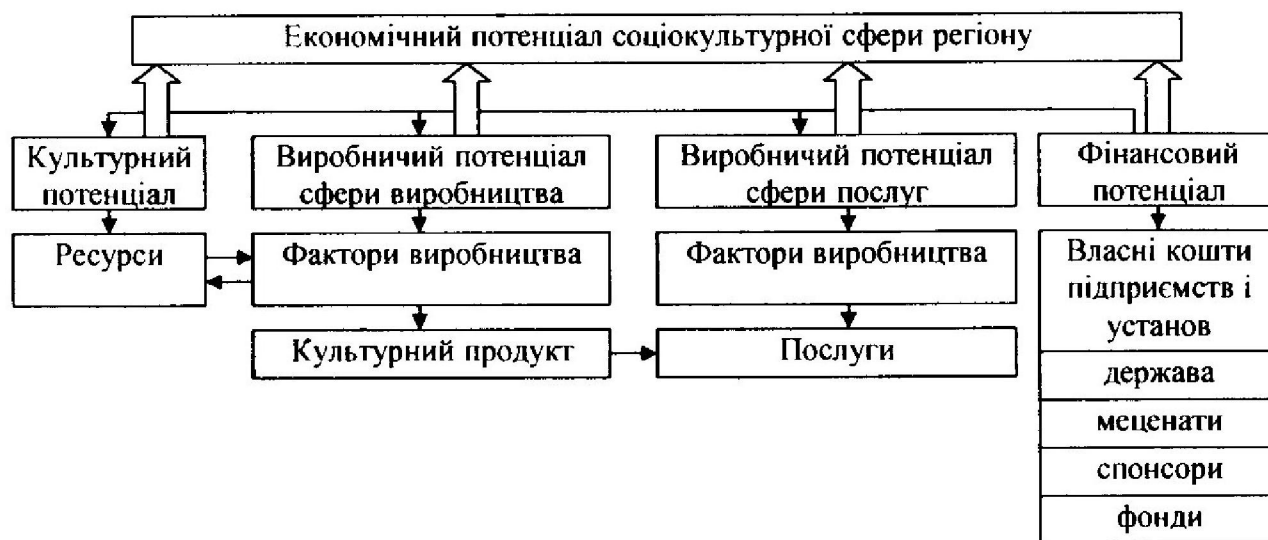 Економічний потенціал соціокультурної сфери регіону
Культурний
потенціал
Виробничий потенціал
сфери виробництва
Виробничий потенціал
сфери послуг
Фінансовий
потенціал
Ресурси
Фактори виробництва
Фактори виробництва
Власні кошти
підприємств і
установ
Культурний продукт
Послуги
держава
меценати
спонсори
фонди